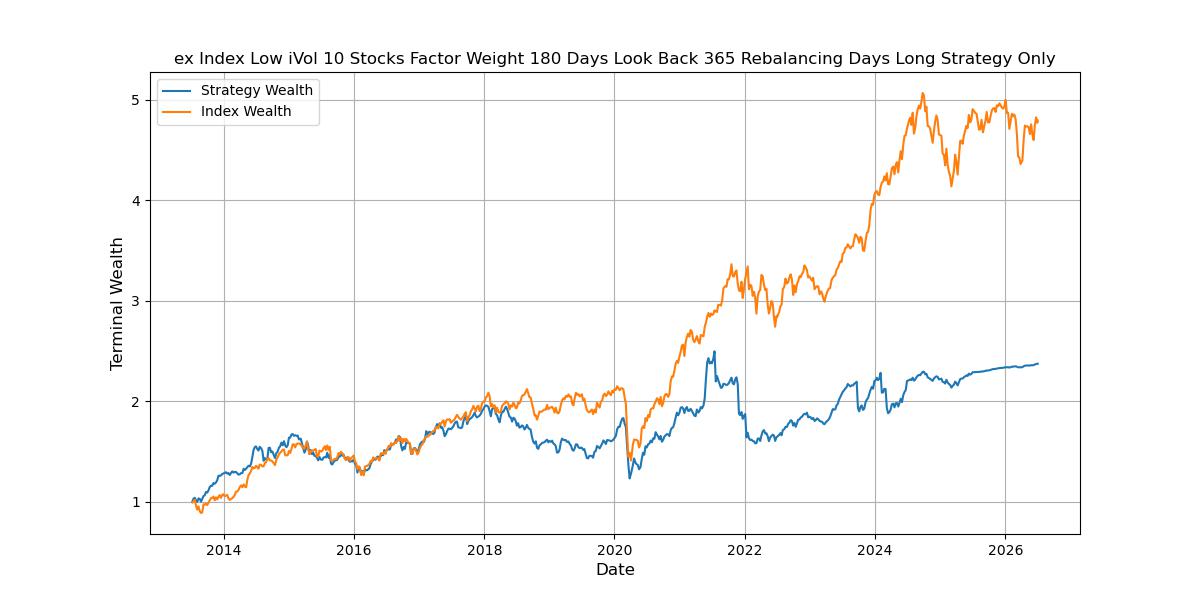 ex Index Low iVol 10 Stocks Factor Weight 180 Days Look Back 365 Rebalancing Days Long Strategy Only
Strategy Wealth
Index Wealth
Terminal Wealth
5
4
3
2
1
2014 2016 2018 2020 2022 2024 2026
Date